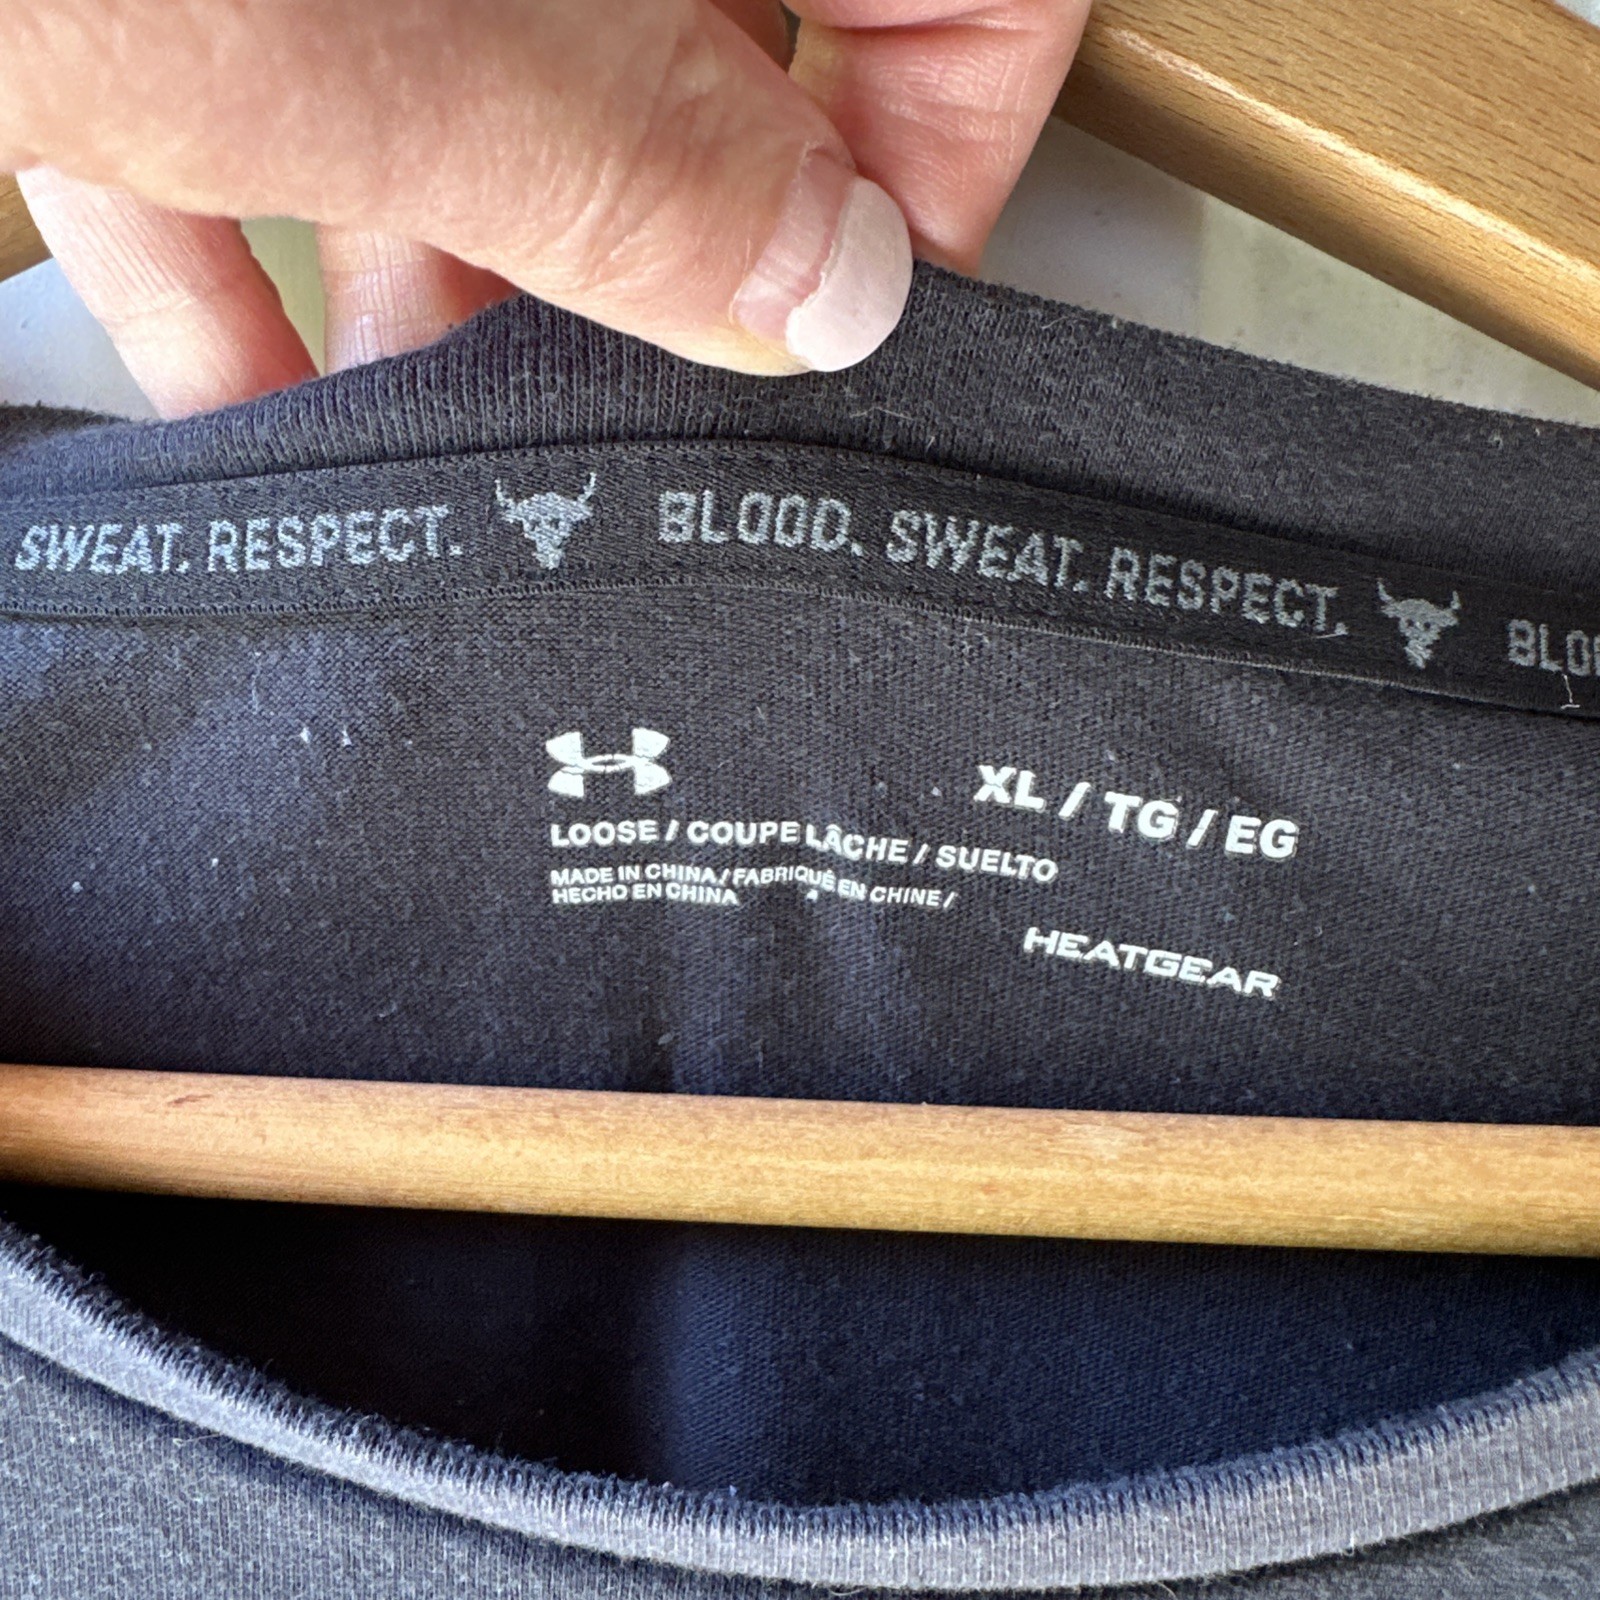 SWEAT. RESPECT. BLOOD. SWEAT. RESPECT.
XL / TG / EG
LOOSE / COUPE LÂCHE / SUELTO
MADE IN CHINA / FABRIQUÉ EN CHINE /
HECHO EN CHINA
HEATGEAR